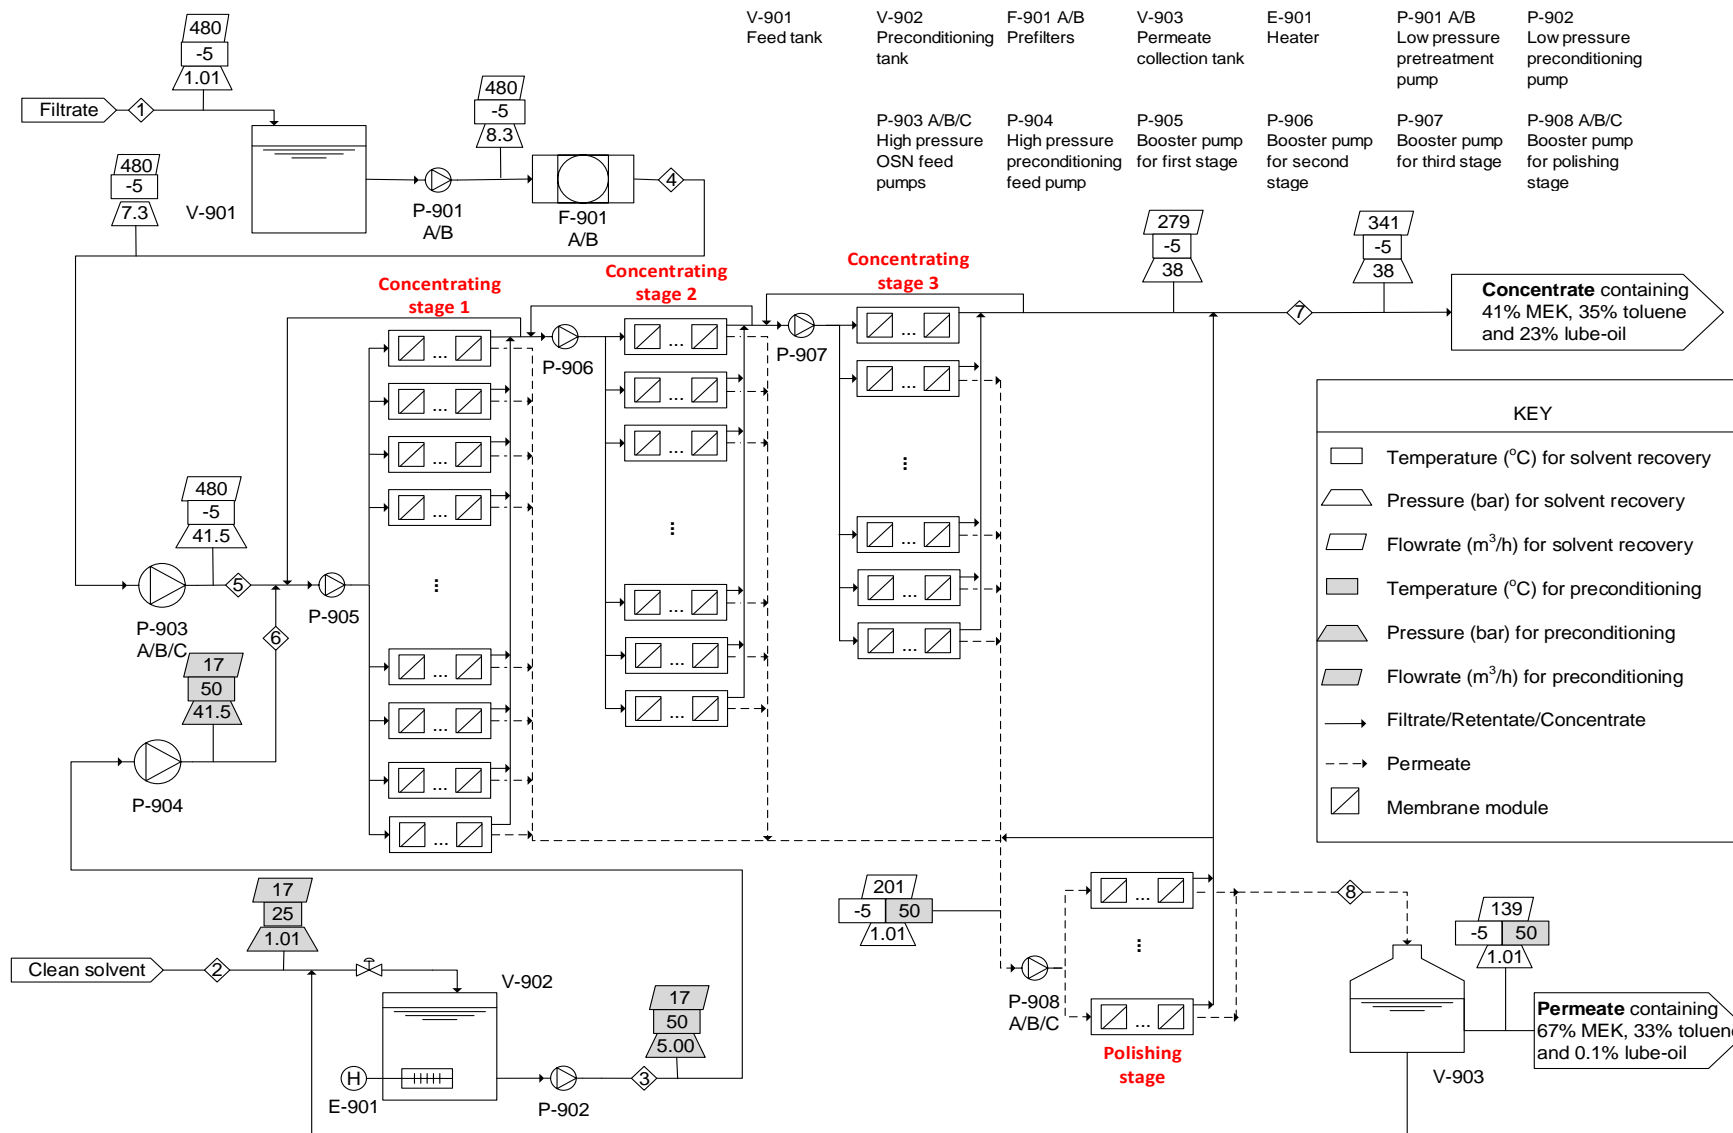 V-901
Feed tank
V-902
Preconditioning
tank
F-901 A/B
Prefilters
V-903
Permeate
collection tank
E-901
Heater
P-901 A/B
Low pressure
pretreatment
pump
P-902
Low pressure
preconditioning
pump
P-903 A/B/C
High pressure
OSN feed
pumps
P-904
High pressure
preconditioning
feed pump
P-905
Booster pump
for first stage
P-906
Booster pump
for second
stage
P-907
Booster pump
for third stage
P-908 A/B/C
Booster pump
for polishing
stage
480
-5
1.01
Filtrate
1
480
-5
8.3
480
-5
7.3
V-901
P-901
A/B
F-901
A/B
4
Concentrating
stage 1
Concentrating
stage 2
Concentrating
stage 3
279
-5
38
341
-5
38
7
Concentrate containing
41% MEK, 35% toluene
and 23% lube-oil
... 
...
...
...
...
...
...
...
...
P-906
...
...
...
...
...
...
...
P-907
...
...
...
...
...
...
KEY
Temperature (°C) for solvent recovery
Pressure (bar) for solvent recovery
Flowrate (m³/h) for solvent recovery
Temperature (°C) for preconditioning
Pressure (bar) for preconditioning
Flowrate (m³/h) for preconditioning
Filtrate/Retentate/Concentrate
Permeate
Membrane module
480
-5
41.5
5
P-903
A/B/C
P-905
6
17
50
41.5
P-904
17
25
1.01
Clean solvent
2
V-902
E-901
H
P-902
17
50
5.00
3
201
-5 50
1.01
P-908
A/B/C
...
...
...
Polishing
stage
8
139
-5 50
1.01
V-903
Permeate containing
67% MEK, 33% toluene
and 0.1% lube-oil